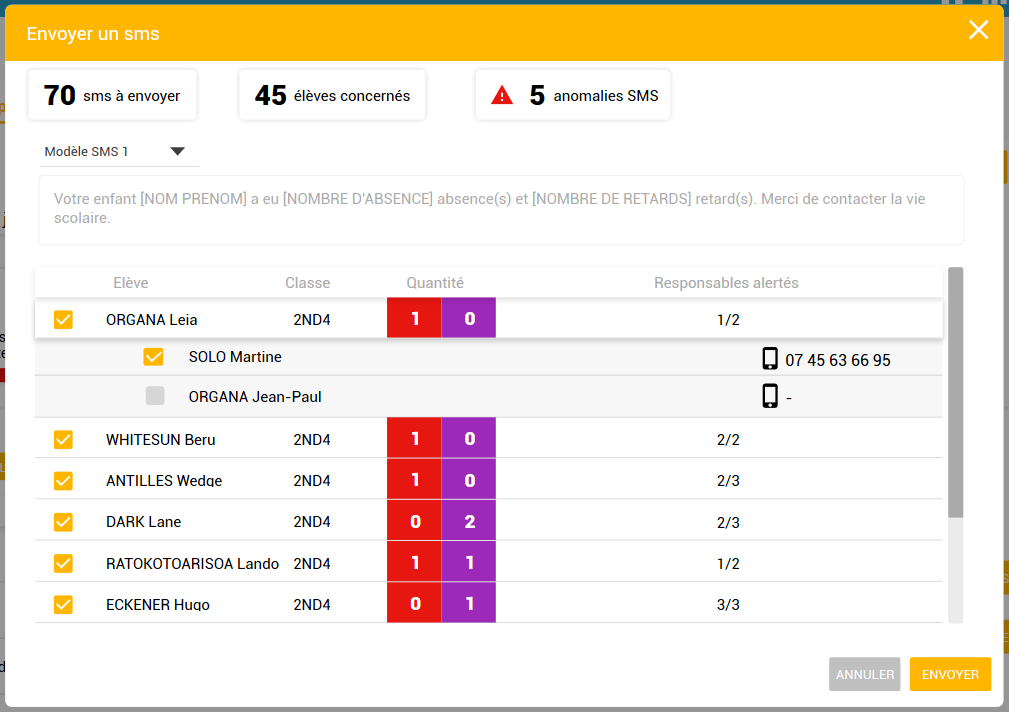 Envoyer un sms
70 sms à envoyer
45 élèves concernés
5 anomalies SMS
Modèle SMS 1
Votre enfant [NOM PRENOM] a eu [NOMBRE D'ABSENCE] absence(s) et [NOMBRE DE RETARDS] retard(s). Merci de contacter la vie
scolaire.
Elève Classe Quantité Responsables alertés
ORGANA Leia 2ND4 1 0 1/2
SOLO Martine 07 45 63 66 95
ORGANA Jean-Paul -
WHITESUN Beru 2ND4 1 0 2/2
ANTILLES Wedge 2ND4 1 0 2/3
DARK Lane 2ND4 0 2 2/3
RATOKOTOARISOA Lando 2ND4 1 1 1/2
ECKENER Hugo 2ND4 0 1 3/3
ANNULER ENVOYER